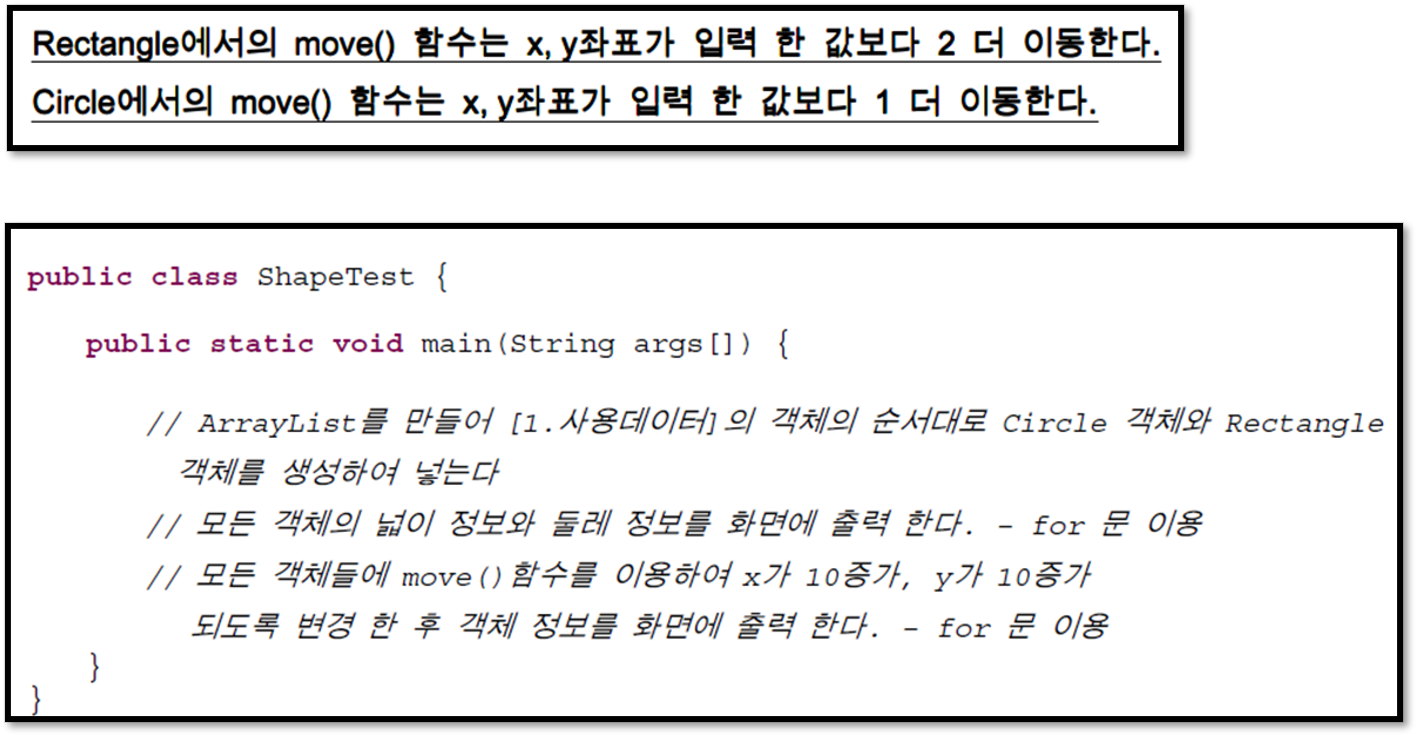 Rectangle에서의 move() 함수는 x, y좌표가 입력 한 값보다 2 더 이동한다.
Circle에서의 move() 함수는 x, y좌표가 입력 한 값보다 1 더 이동한다.
public class ShapeTest {
public static void main(String args[]) {
// ArrayList를 만들어 [1.사용데이터]의 객체의 순서대로 Circle 객체와 Rectangle
객체를 생성하여 넣는다
// 모든 객체의 넓이 정보와 둘레 정보를 화면에 출력 한다. – for 문 이용
// 모든 객체들에 move()함수를 이용하여 x가 10증가, y가 10증가
되도록 변경 한 후 객체 정보를 화면에 출력 한다. – for 문 이용
}
}